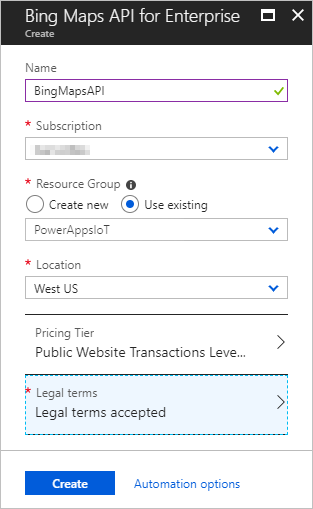 Bing Maps API for Enterprise
Create
Name
BingMapsAPI
* Subscription
* Resource Group
Create new
Use existing
PowerAppsIoT
* Location
West US
Pricing Tier
Public Website Transactions Leve...
* Legal terms
Legal terms accepted
Create
Automation options